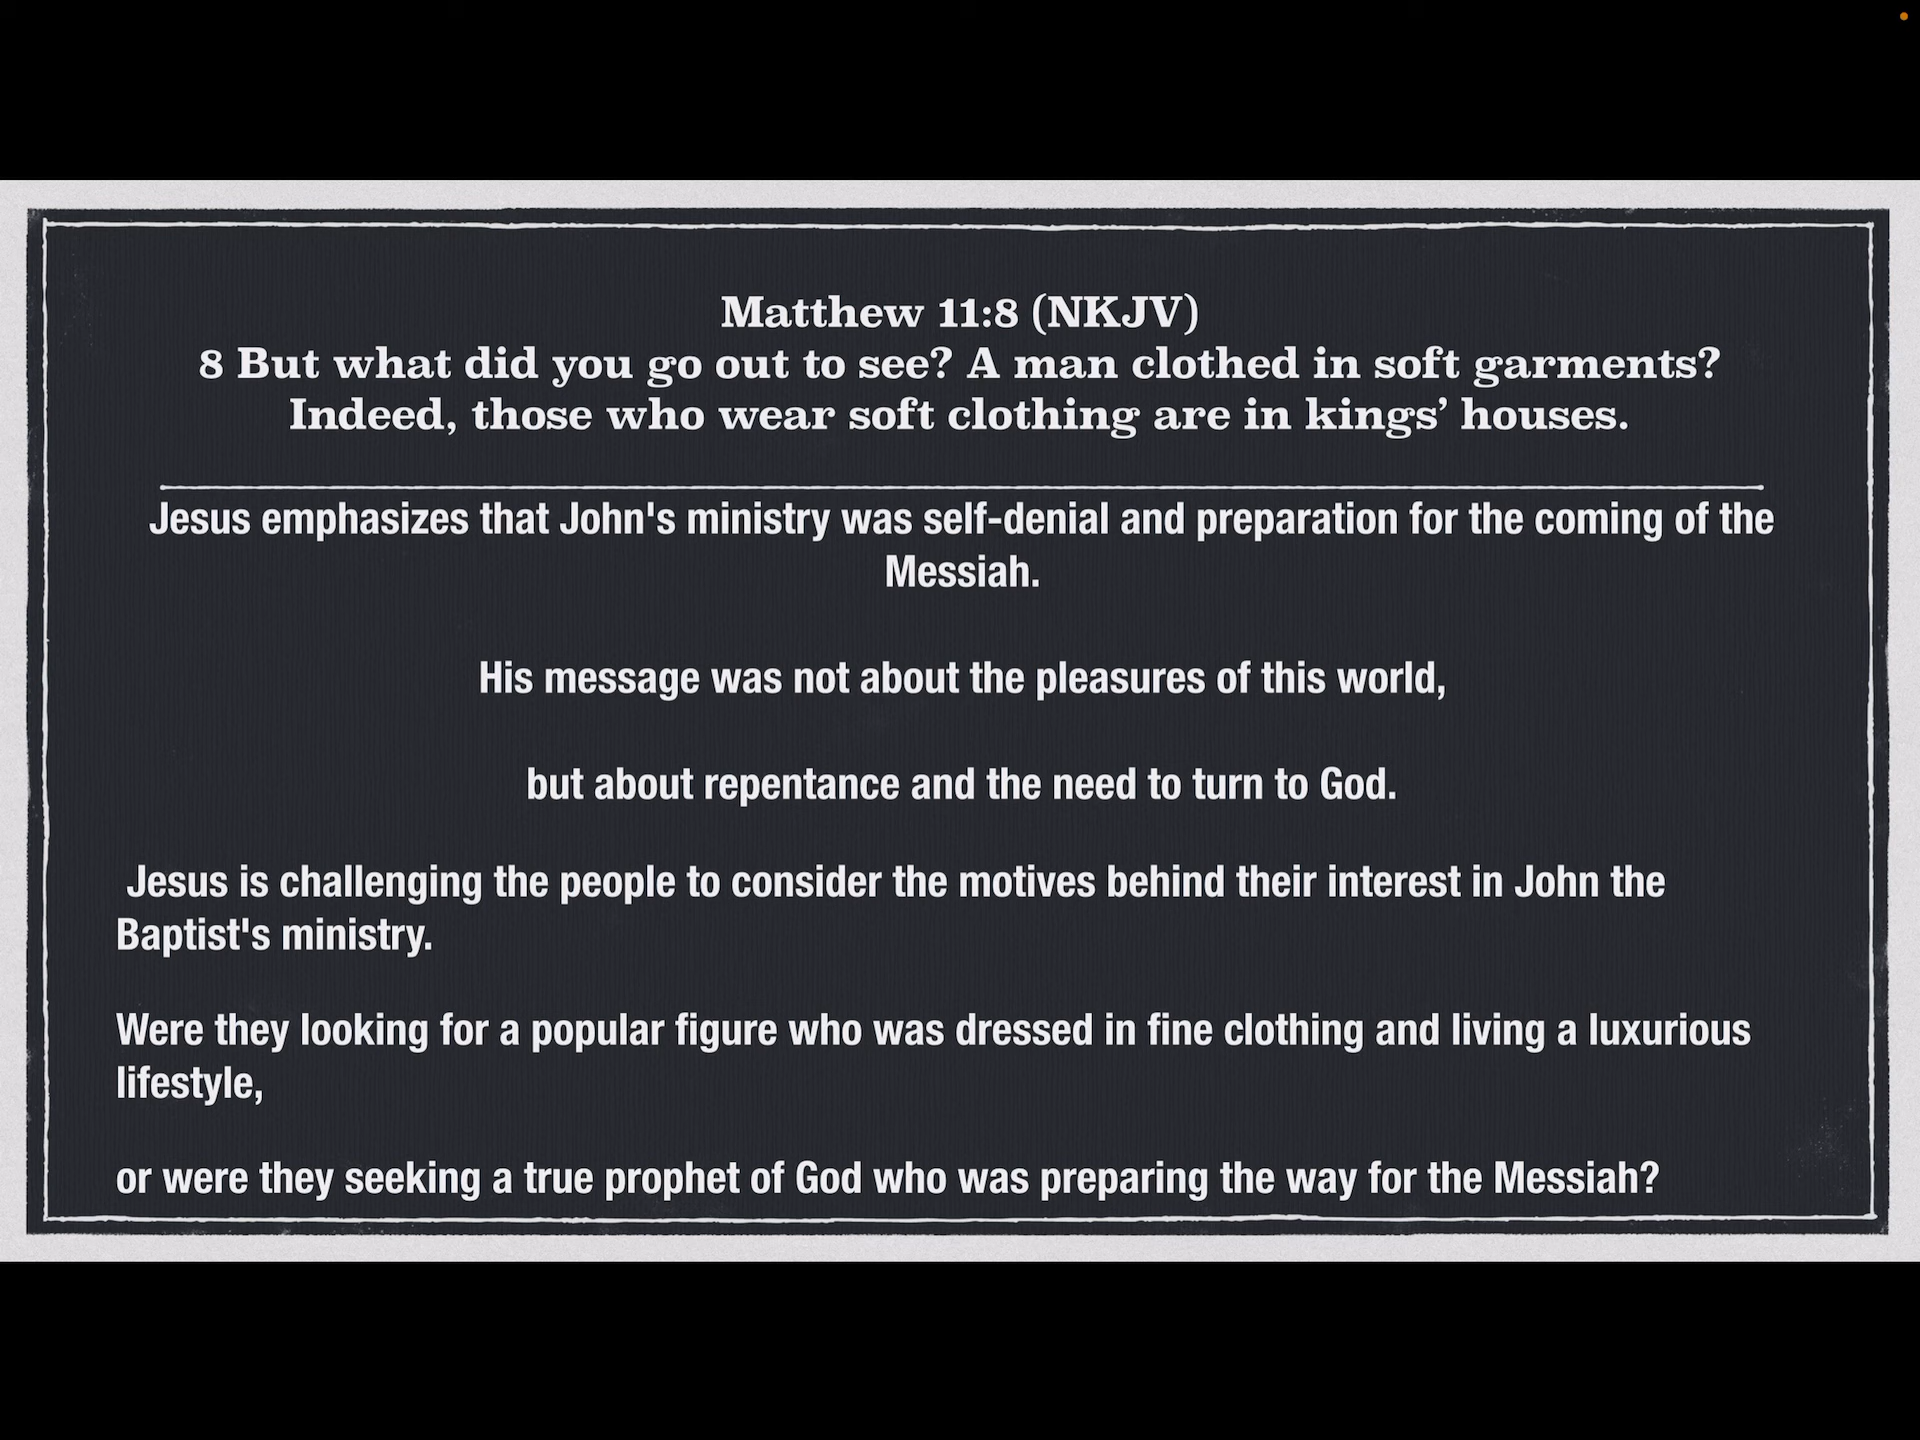 Matthew 11:8 (NKJV)
8 But what did you go out to see? A man clothed in soft garments?
Indeed, those who wear soft clothing are in kings’ houses.
Jesus emphasizes that John's ministry was self-denial and preparation for the coming of the
Messiah.
His message was not about the pleasures of this world,
but about repentance and the need to turn to God.
Jesus is challenging the people to consider the motives behind their interest in John the
Baptist's ministry.
Were they looking for a popular figure who was dressed in fine clothing and living a luxurious
lifestyle,
or were they seeking a true prophet of God who was preparing the way for the Messiah?